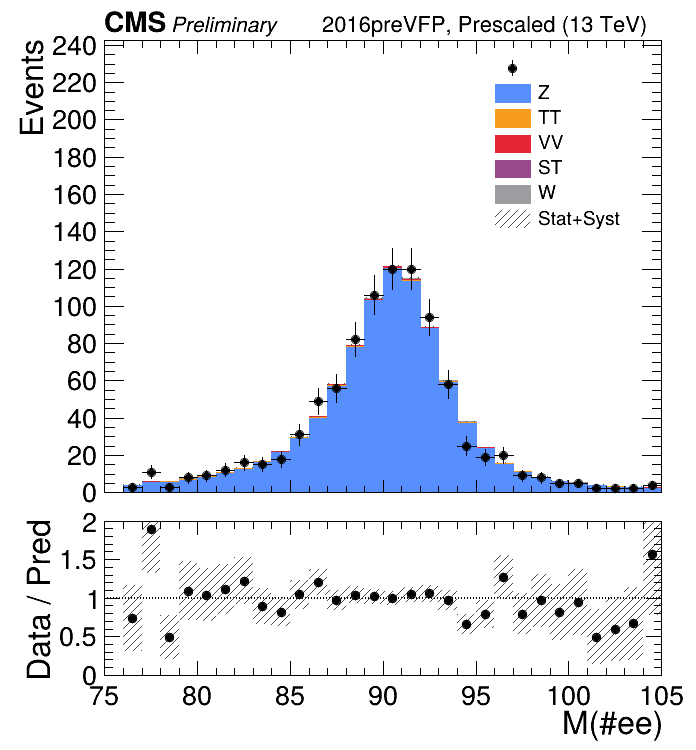 CMS Preliminary 2016preVFP, Prescaled (13 TeV)
Events
240
220
200
180
160
140
120
100
80
60
40
20
0
Z
TT
VV
ST
W
Stat+Syst
Data / Pred
2
1.5
1
0.5
0
75 80 85 90 95 100 105
M(#ee)